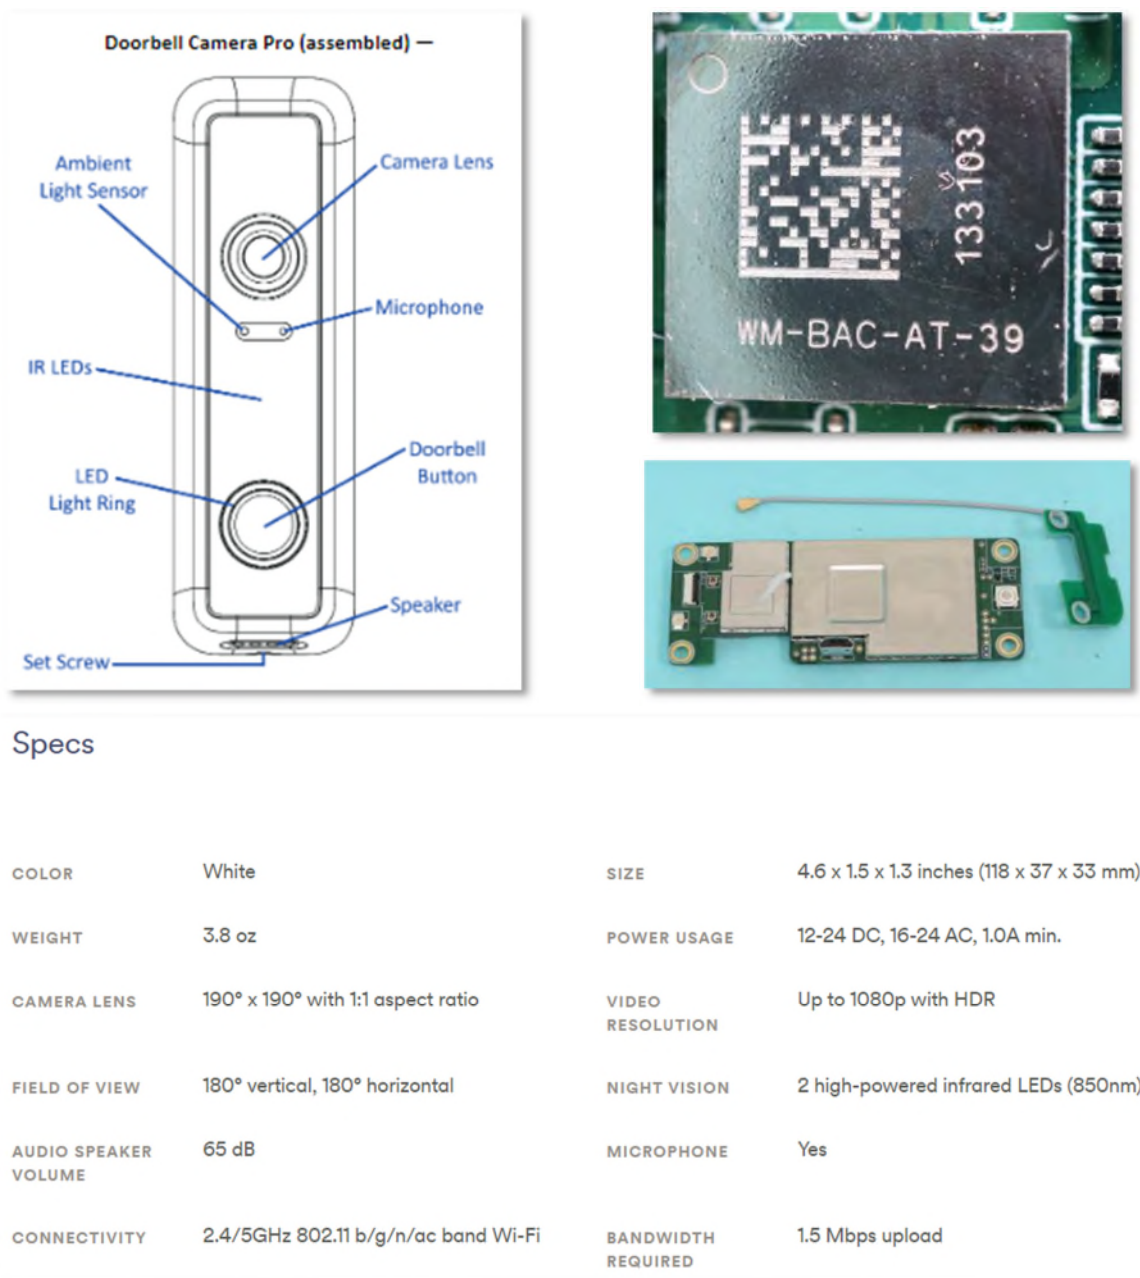 Doorbell Camera Pro (assembled) —
Ambient
Light Sensor
Camera Lens
Microphone
IR LEDs
Doorbell
Button
LED
Light Ring
Speaker
Set Screw
133103
WM-BAC-AT-39
Specs
COLOR White
SIZE 4.6 x 1.5 x 1.3 inches (118 x 37 x 33 mm)
WEIGHT 3.8 oz
POWER USAGE 12-24 DC, 16-24 AC, 1.0A min.
CAMERA LENS 190° x 190° with 1:1 aspect ratio
VIDEO
RESOLUTION
Up to 1080p with HDR
FIELD OF VIEW 180° vertical, 180° horizontal
NIGHT VISION 2 high-powered infrared LEDs (850nm)
AUDIO SPEAKER
VOLUME
65 dB
MICROPHONE Yes
CONNECTIVITY 2.4/5GHz 802.11 b/g/n/ac band Wi-Fi
BANDWIDTH
REQUIRED
1.5 Mbps upload